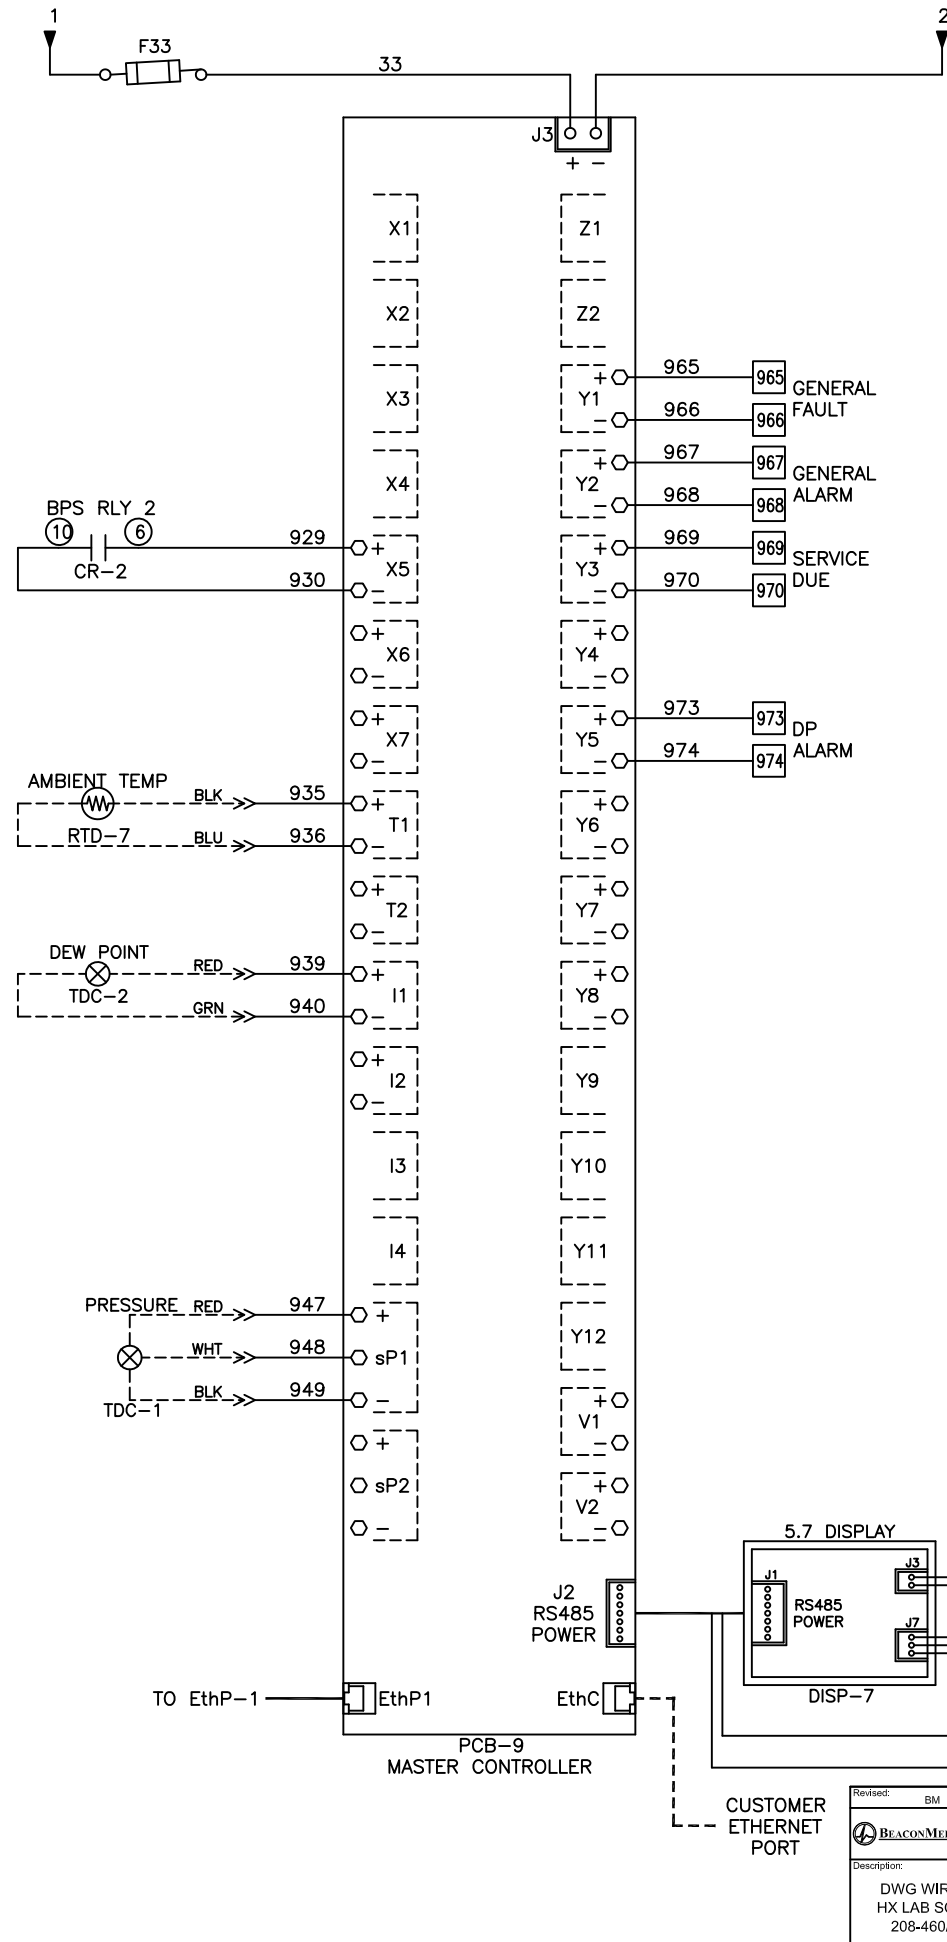 1
2
F33
33
J3
+ −
X1
Z1
X2
Z2
X3
+
Y1
−
965
966
965
966
GENERAL
FAULT
X4
+
Y2
−
967
968
967
968
GENERAL
ALARM
BPS RLY 2
10
6
CR−2
929
930
+
X5
−
+
Y3
−
969
970
969
970
SERVICE
DUE
+
X6
−
+
Y4
−
+
X7
−
+
Y5
−
973
974
973
974
DP
ALARM
AMBIENT TEMP
RTD−7
BLK
BLU
935
936
+
T1
−
+
Y6
−
+
T2
−
+
Y7
−
DEW POINT
TDC−2
RED
GRN
939
940
+
I1
−
+
Y8
−
+
I2
−
Y9
I3
Y10
I4
Y11
PRESSURE
RED
947
+
WHT
948
sP1
BLK
949
−
TDC−1
Y12
+
V1
−
+
sP2
−
+
V2
−
5.7 DISPLAY
J1
RS485
POWER
J3
J7
DISP−7
J2
RS485
POWER
TO EthP−1
EthP1
EthC
PCB−9
MASTER CONTROLLER
CUSTOMER
ETHERNET
PORT
Revised:
BM
Description:
DWG WIR
HX LAB
208-460